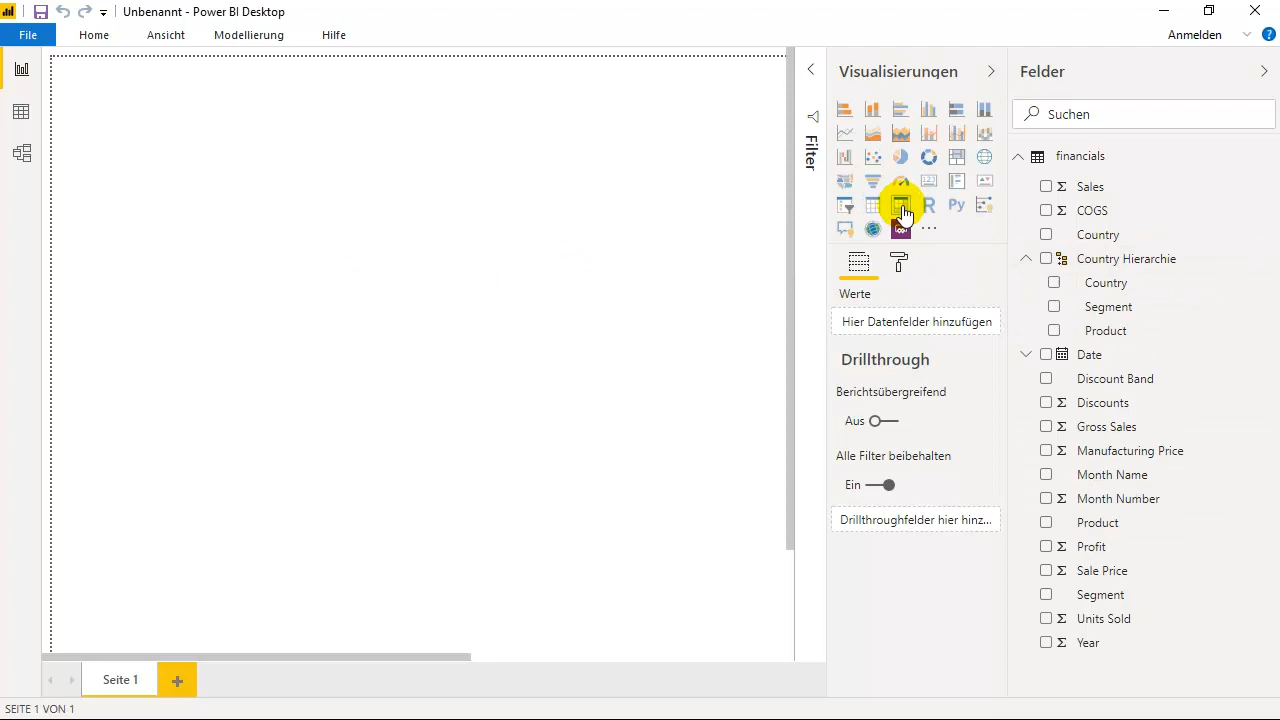 Unbenannt - Power BI Desktop
File
Home
Ansicht
Modellierung
Hilfe
Anmelden
?
Filter
Visualisierungen
R
Py
...
Werte
Hier Datenfelder hinzufügen
Drillthrough
Berichtsübergreifend
Aus
Alle Filter beibehalten
Ein
Drillthroughfelder hier hinz...
Felder
Suchen
financials
Σ Sales
Σ COGS
Country
Country Hierarchie
Country
Segment
Product
Date
Discount Band
Σ Discounts
Σ Gross Sales
Σ Manufacturing Price
Month Name
Σ Month Number
Product
Σ Profit
Σ Sale Price
Segment
Σ Units Sold
Σ Year
Seite 1
+
SEITE 1 VON 1